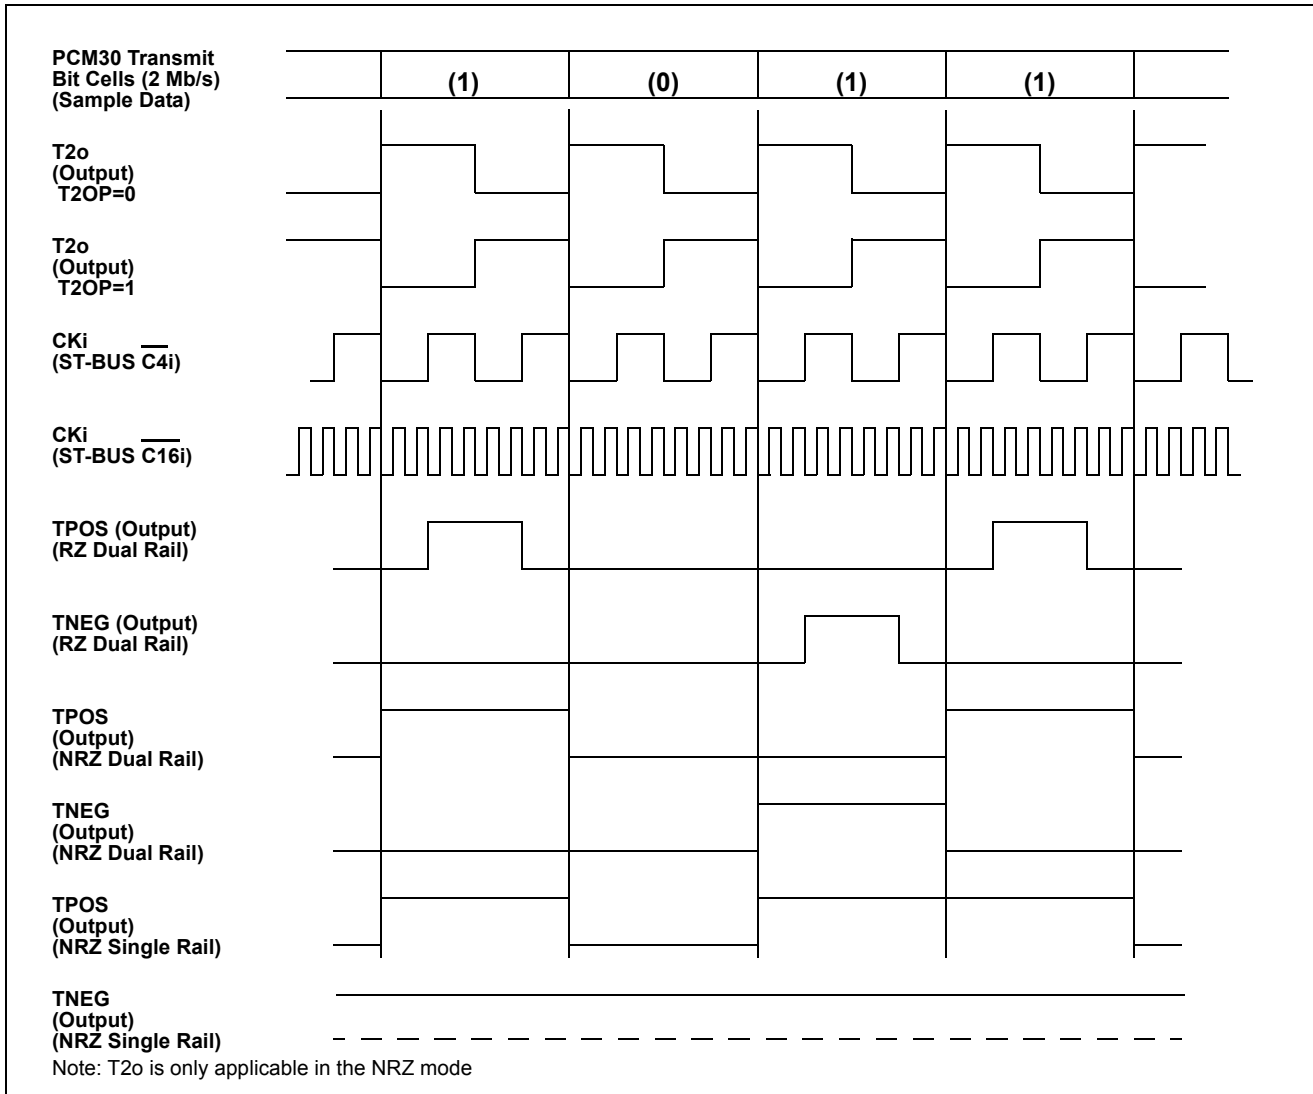 PCM30 Transmit
Bit Cells (2 Mb/s)
(Sample Data)
(1)
(0)
(1)
(1)
T2o
(Output)
T2OP=0
T2o
(Output)
T2OP=1
CKi
(ST-BUS C4i)
CKi
(ST-BUS C16i)
TPOS (Output)
(RZ Dual Rail)
TNEG (Output)
(RZ Dual Rail)
TPOS
(Output)
(NRZ Dual Rail)
TNEG
(Output)
(NRZ Dual Rail)
TPOS
(Output)
(NRZ Single Rail)
TNEG
(Output)
(NRZ Single Rail)
Note: T2o is only applicable in the NRZ mode